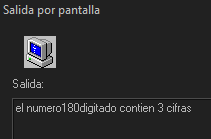 Salida por pantalla
Salida:
el numero180digitado contien 3 cifras